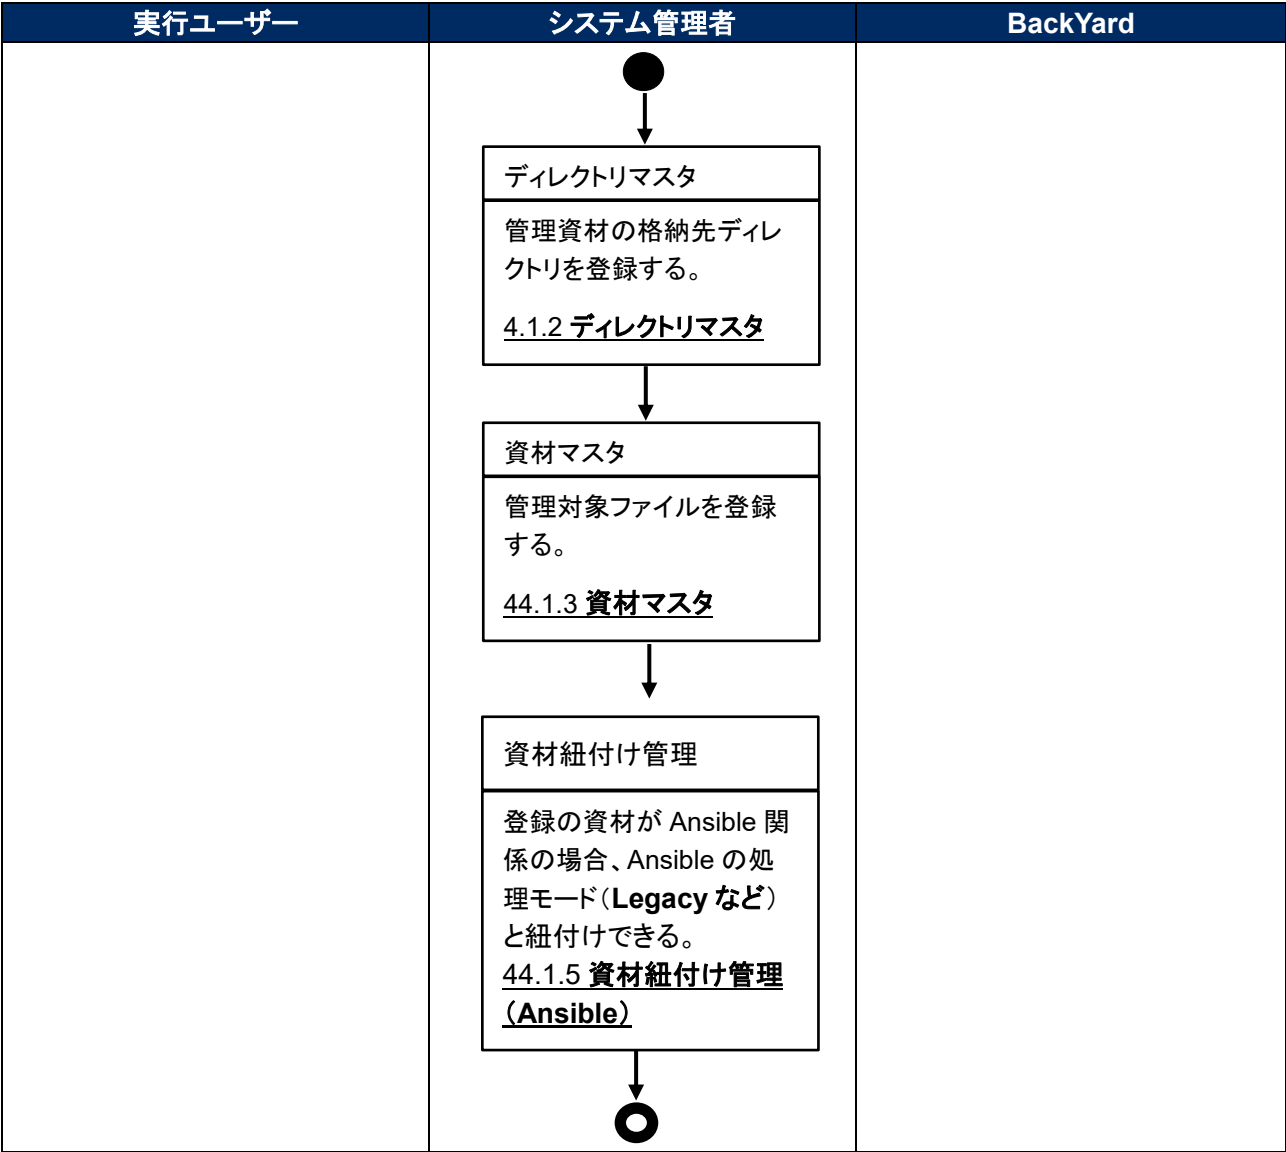 実行ユーザー
システム管理者
BackYard
ディレクトリマスタ
管理資材の格納先ディレ
クトリを登録する。
4.1.2 ディレクトリマスタ
資材マスタ
管理対象ファイルを登録
する。
44.1.3 資材マスタ
資材紐付け管理
登録の資材が Ansible 関
係の場合、Ansible の処
理モード（Legacy など）
と紐付けできる。
44.1.5 資材紐付け管理
（Ansible）